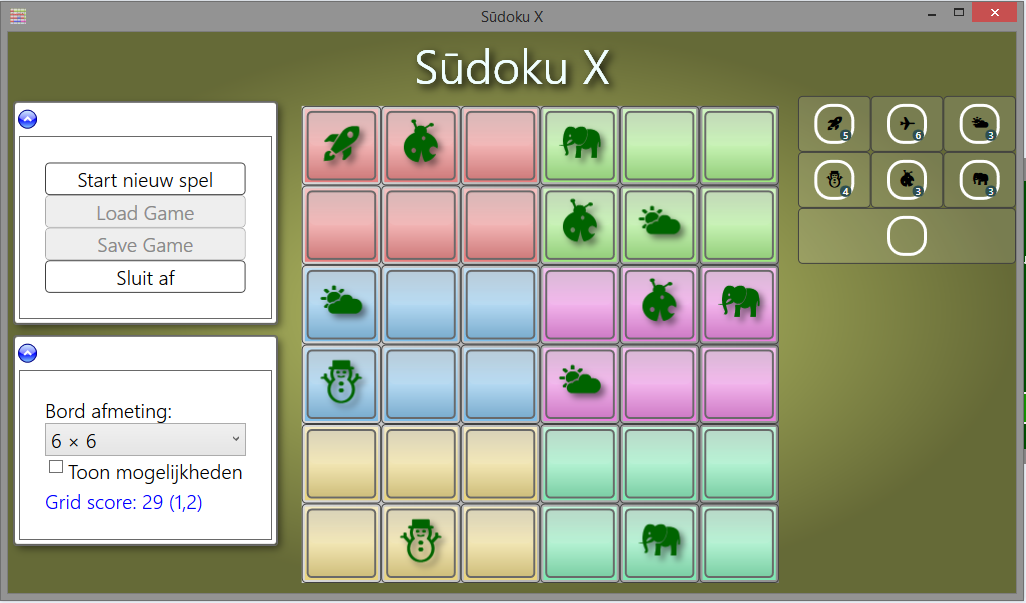 Sūdoku X
Sūdoku X
Start nieuw spel
Load Game
Save Game
Sluit af
Bord afmeting:
6 × 6
Toon mogelijkheden
Grid score: 29 (1,2)
5 6 3
4 3 3